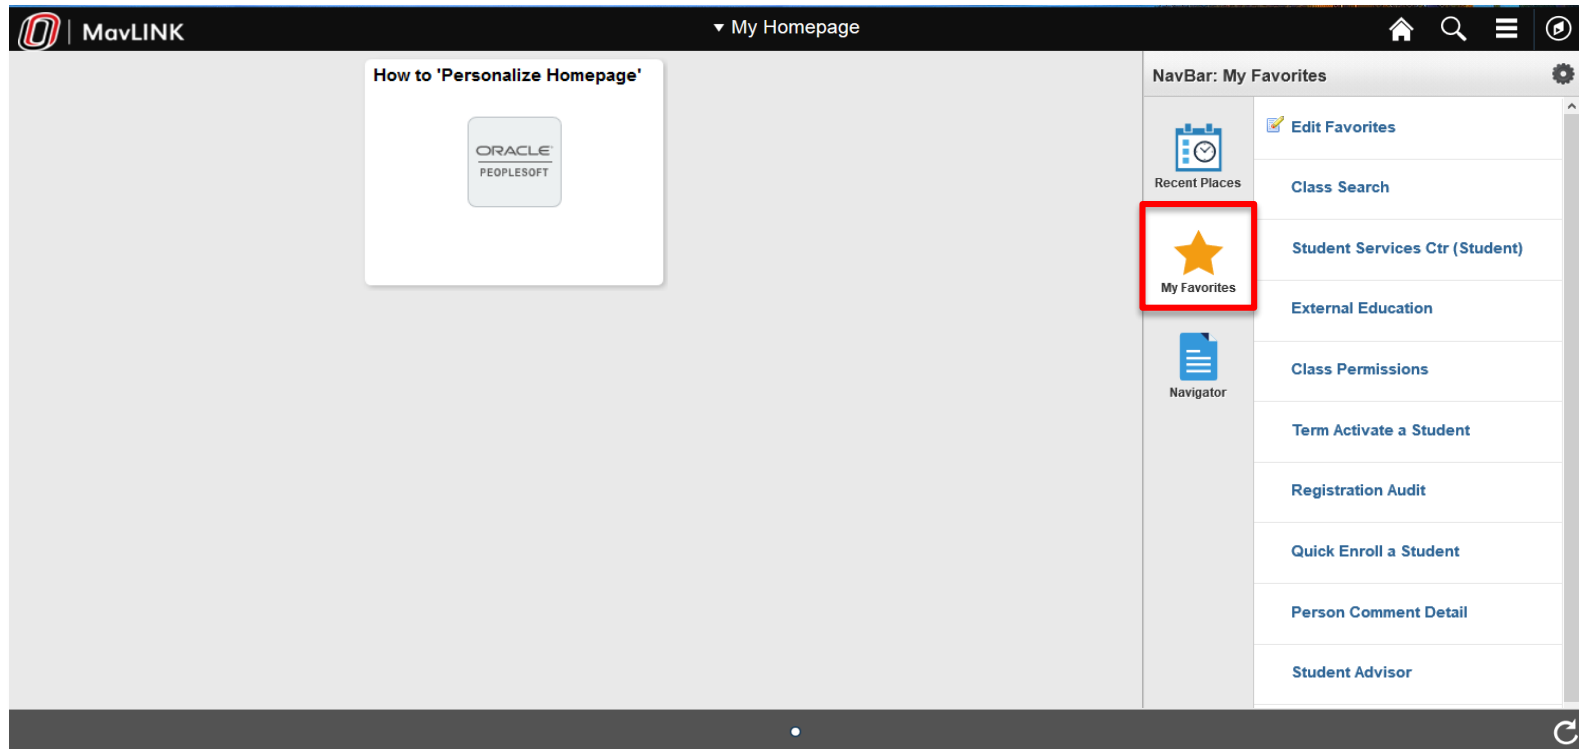 MavLINK
My Homepage
How to 'Personalize Homepage'
ORACLE
PEOPLESOFT
NavBar: My Favorites
Recent Places
My Favorites
Navigator
Edit Favorites
Class Search
Student Services Ctr (Student)
External Education
Class Permissions
Term Activate a Student
Registration Audit
Quick Enroll a Student
Person Comment Detail
Student Advisor